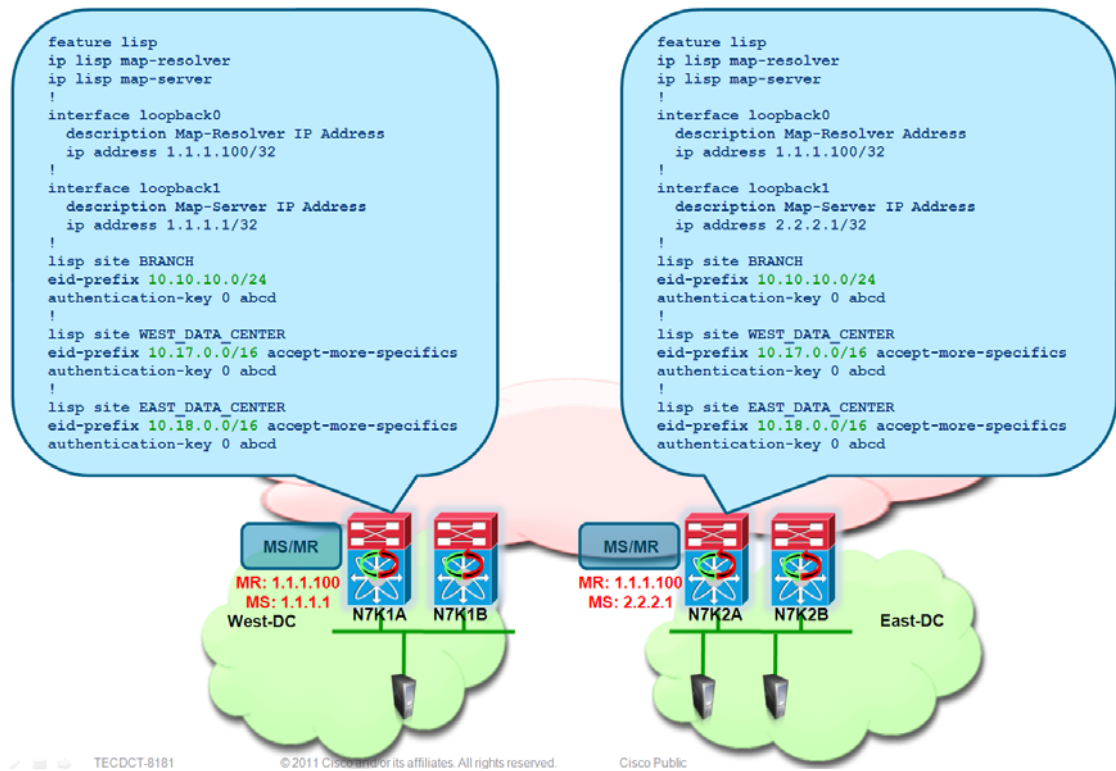 feature lisp
ip lisp map-resolver
ip lisp map-server
!
interface loopback0
description Map-Resolver IP Address
ip address 1.1.1.100/32
!
interface loopback1
description Map-Server IP Address
ip address 1.1.1.1/32
!
lisp site BRANCH
eid-prefix 10.10.10.0/24
authentication-key 0 abcd
!
lisp site WEST_DATA_CENTER
eid-prefix 10.17.0.0/16 accept-more-specifics
authentication-key 0 abcd
!
lisp site EAST_DATA_CENTER
eid-prefix 10.18.0.0/16 accept-more-specifics
authentication-key 0 abcd
feature lisp
ip lisp map-resolver
ip lisp map-server
!
interface loopback0
description Map-Resolver Address
ip address 1.1.1.100/32
!
interface loopback1
description Map-Server IP Address
ip address 2.2.2.1/32
!
lisp site BRANCH
eid-prefix 10.10.10.0/24
authentication-key 0 abcd
!
lisp site WEST_DATA_CENTER
eid-prefix 10.17.0.0/16 accept-more-specifics
authentication-key 0 abcd
!
lisp site EAST_DATA_CENTER
eid-prefix 10.18.0.0/16 accept-more-specifics
authentication-key 0 abcd
MS/MR
MR: 1.1.1.100
MS: 1.1.1.1
West-DC
N7K1A
N7K1B
MS/MR
MR: 1.1.1.100
MS: 2.2.2.1
N7K2A
N7K2B
East-DC
TECDCT-8181
© 2011 Cisco and/or its affiliates. All rights reserved.
Cisco Public